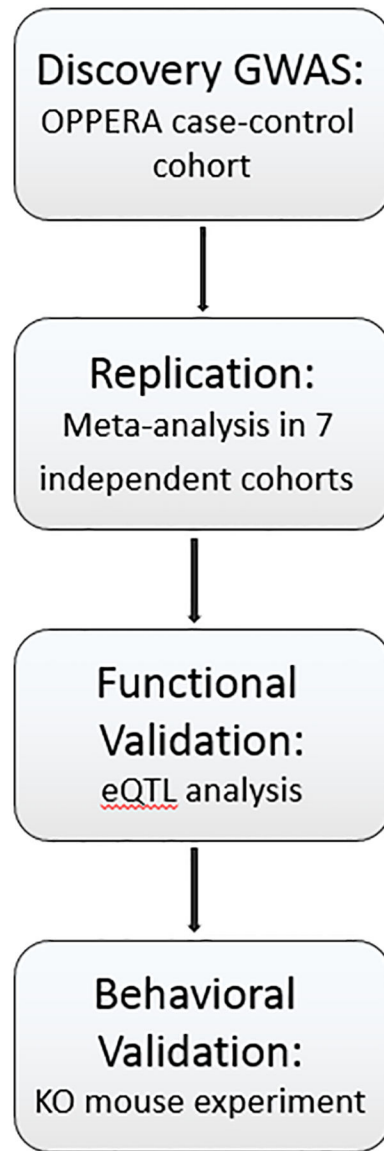 Discovery GWAS:
OPPERA case-control
cohort
Replication:
Meta-analysis in 7
independent cohorts
Functional
Validation:
eQTL analysis
Behavioral
Validation:
KO mouse experiment